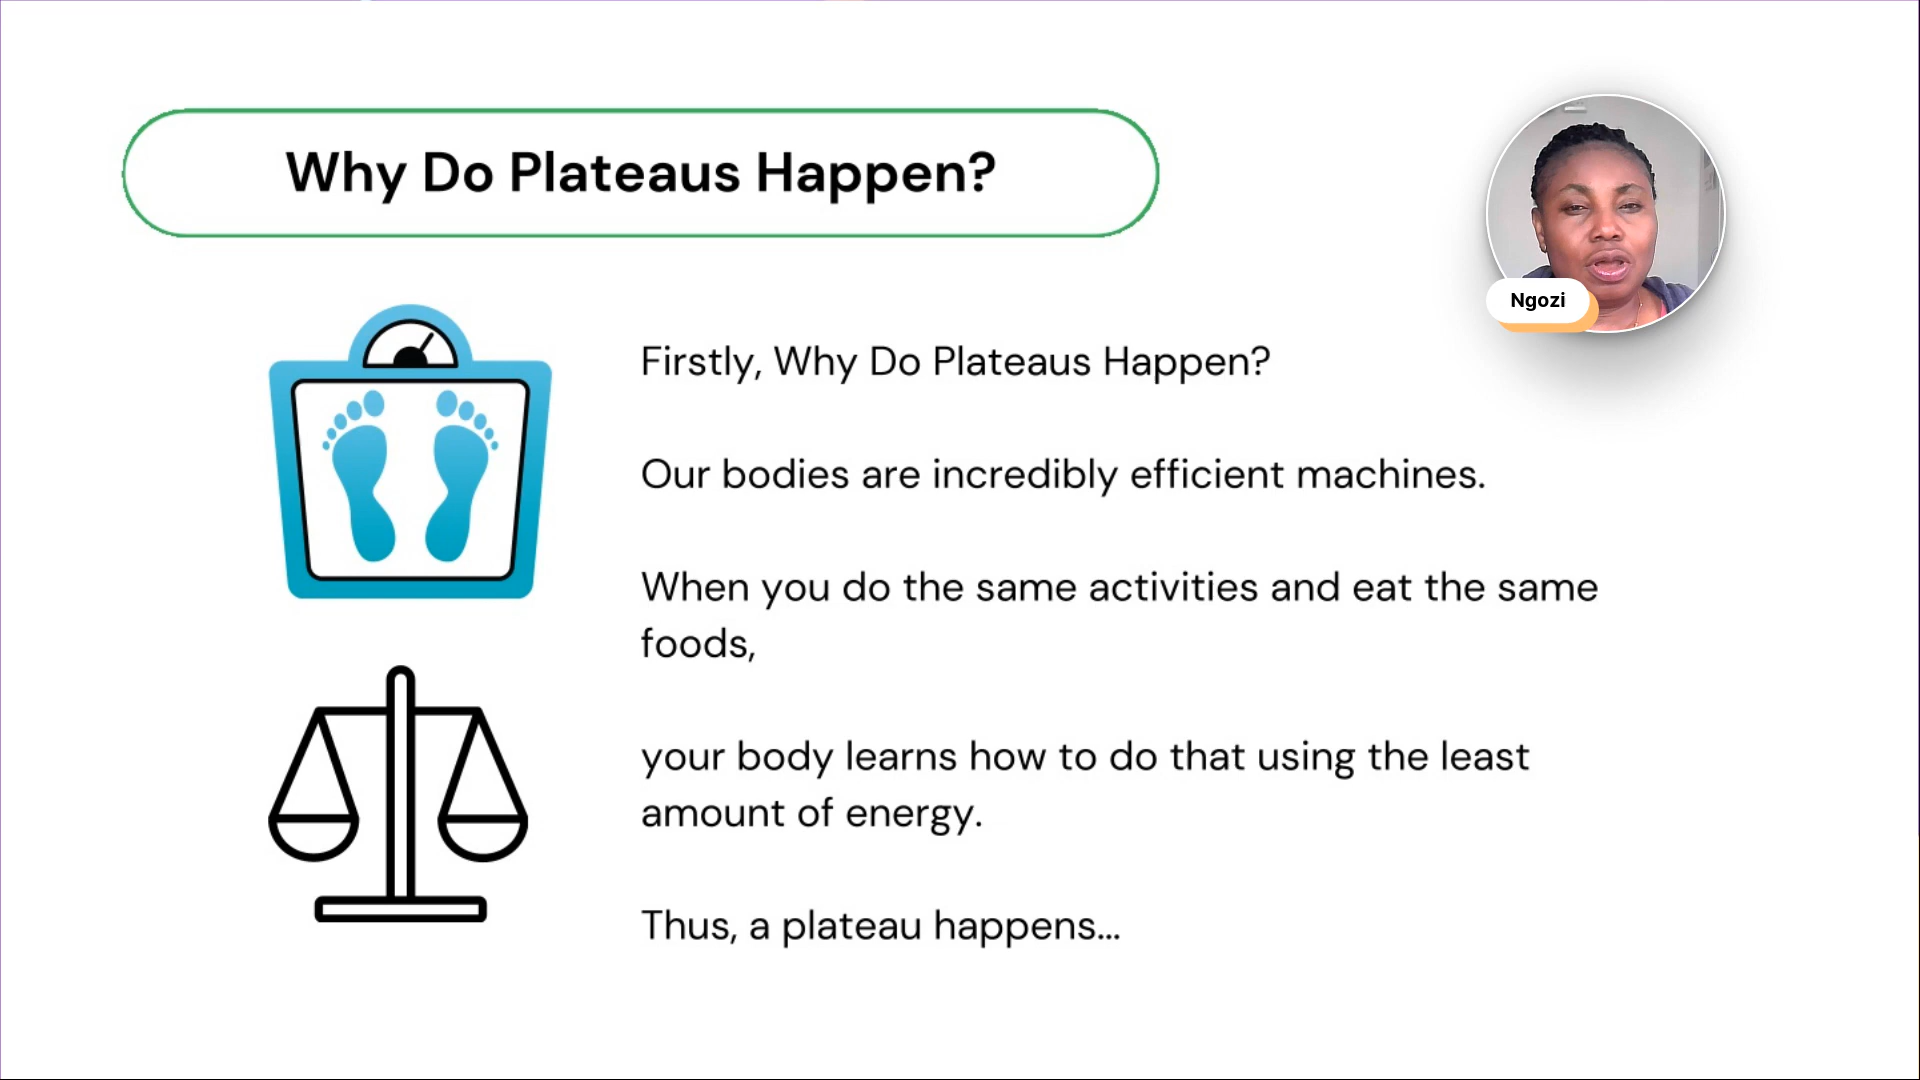 Why Do Plateaus Happen?
Ngozi
Firstly, Why Do Plateaus Happen?
Our bodies are incredibly efficient machines.
When you do the same activities and eat the same
foods,
your body learns how to do that using the least
amount of energy.
Thus, a plateau happens...